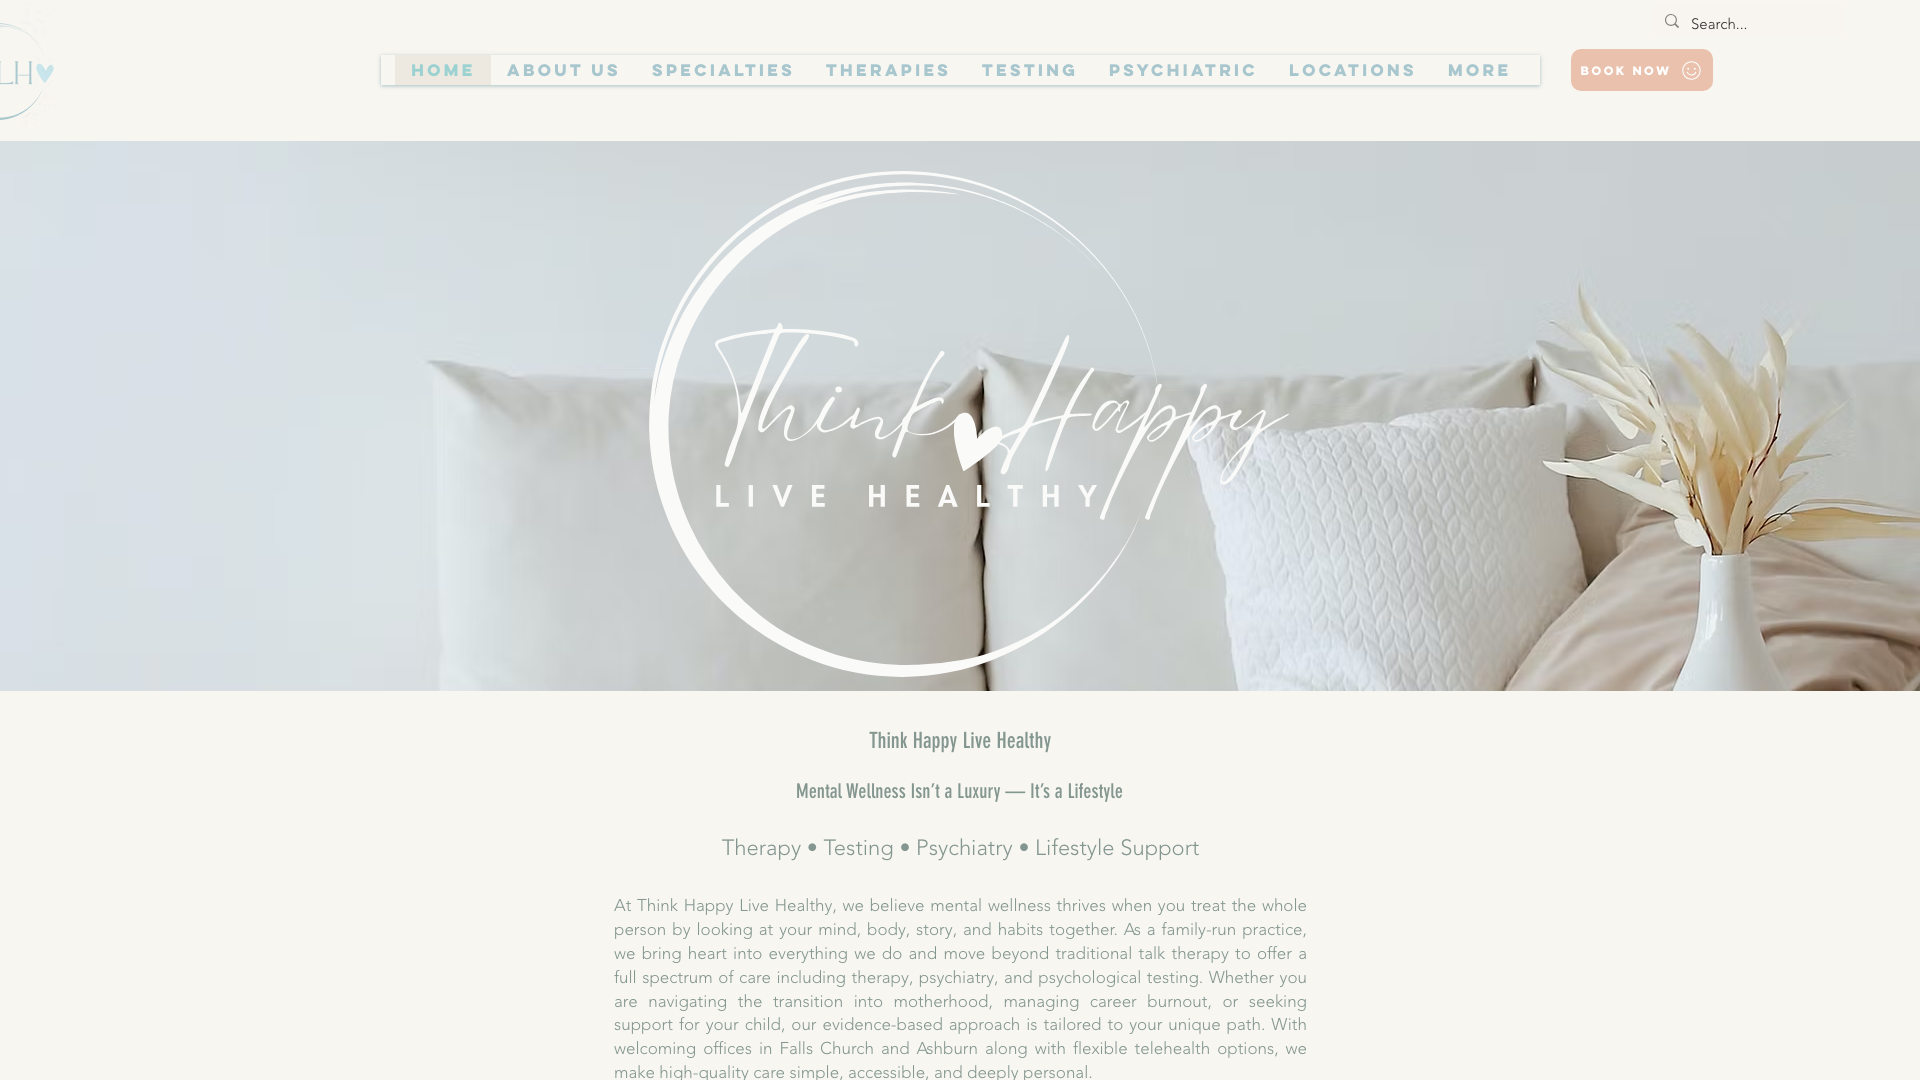 Search...
LH
HOME ABOUT US SPECIALTIES THERAPIES TESTING PSYCHIATRIC LOCATIONS MORE
BOOK NOW
Think Happy
LIVE HEALTHY
Think Happy Live Healthy
Mental Wellness Isn’t a Luxury — It’s a Lifestyle
Therapy • Testing • Psychiatry • Lifestyle Support
At Think Happy Live Healthy, we believe mental wellness thrives when you treat the whole
person by looking at your mind, body, story, and habits together. As a family-run practice,
we bring heart into everything we do and move beyond traditional talk therapy to offer a
full spectrum of care including therapy, psychiatry, and psychological testing. Whether you
are navigating the transition into motherhood, managing career burnout, or seeking
support for your child, our evidence-based approach is tailored to your unique path. With
welcoming offices in Falls Church and Ashburn along with flexible telehealth options, we
make high-quality care simple, accessible, and deeply personal.